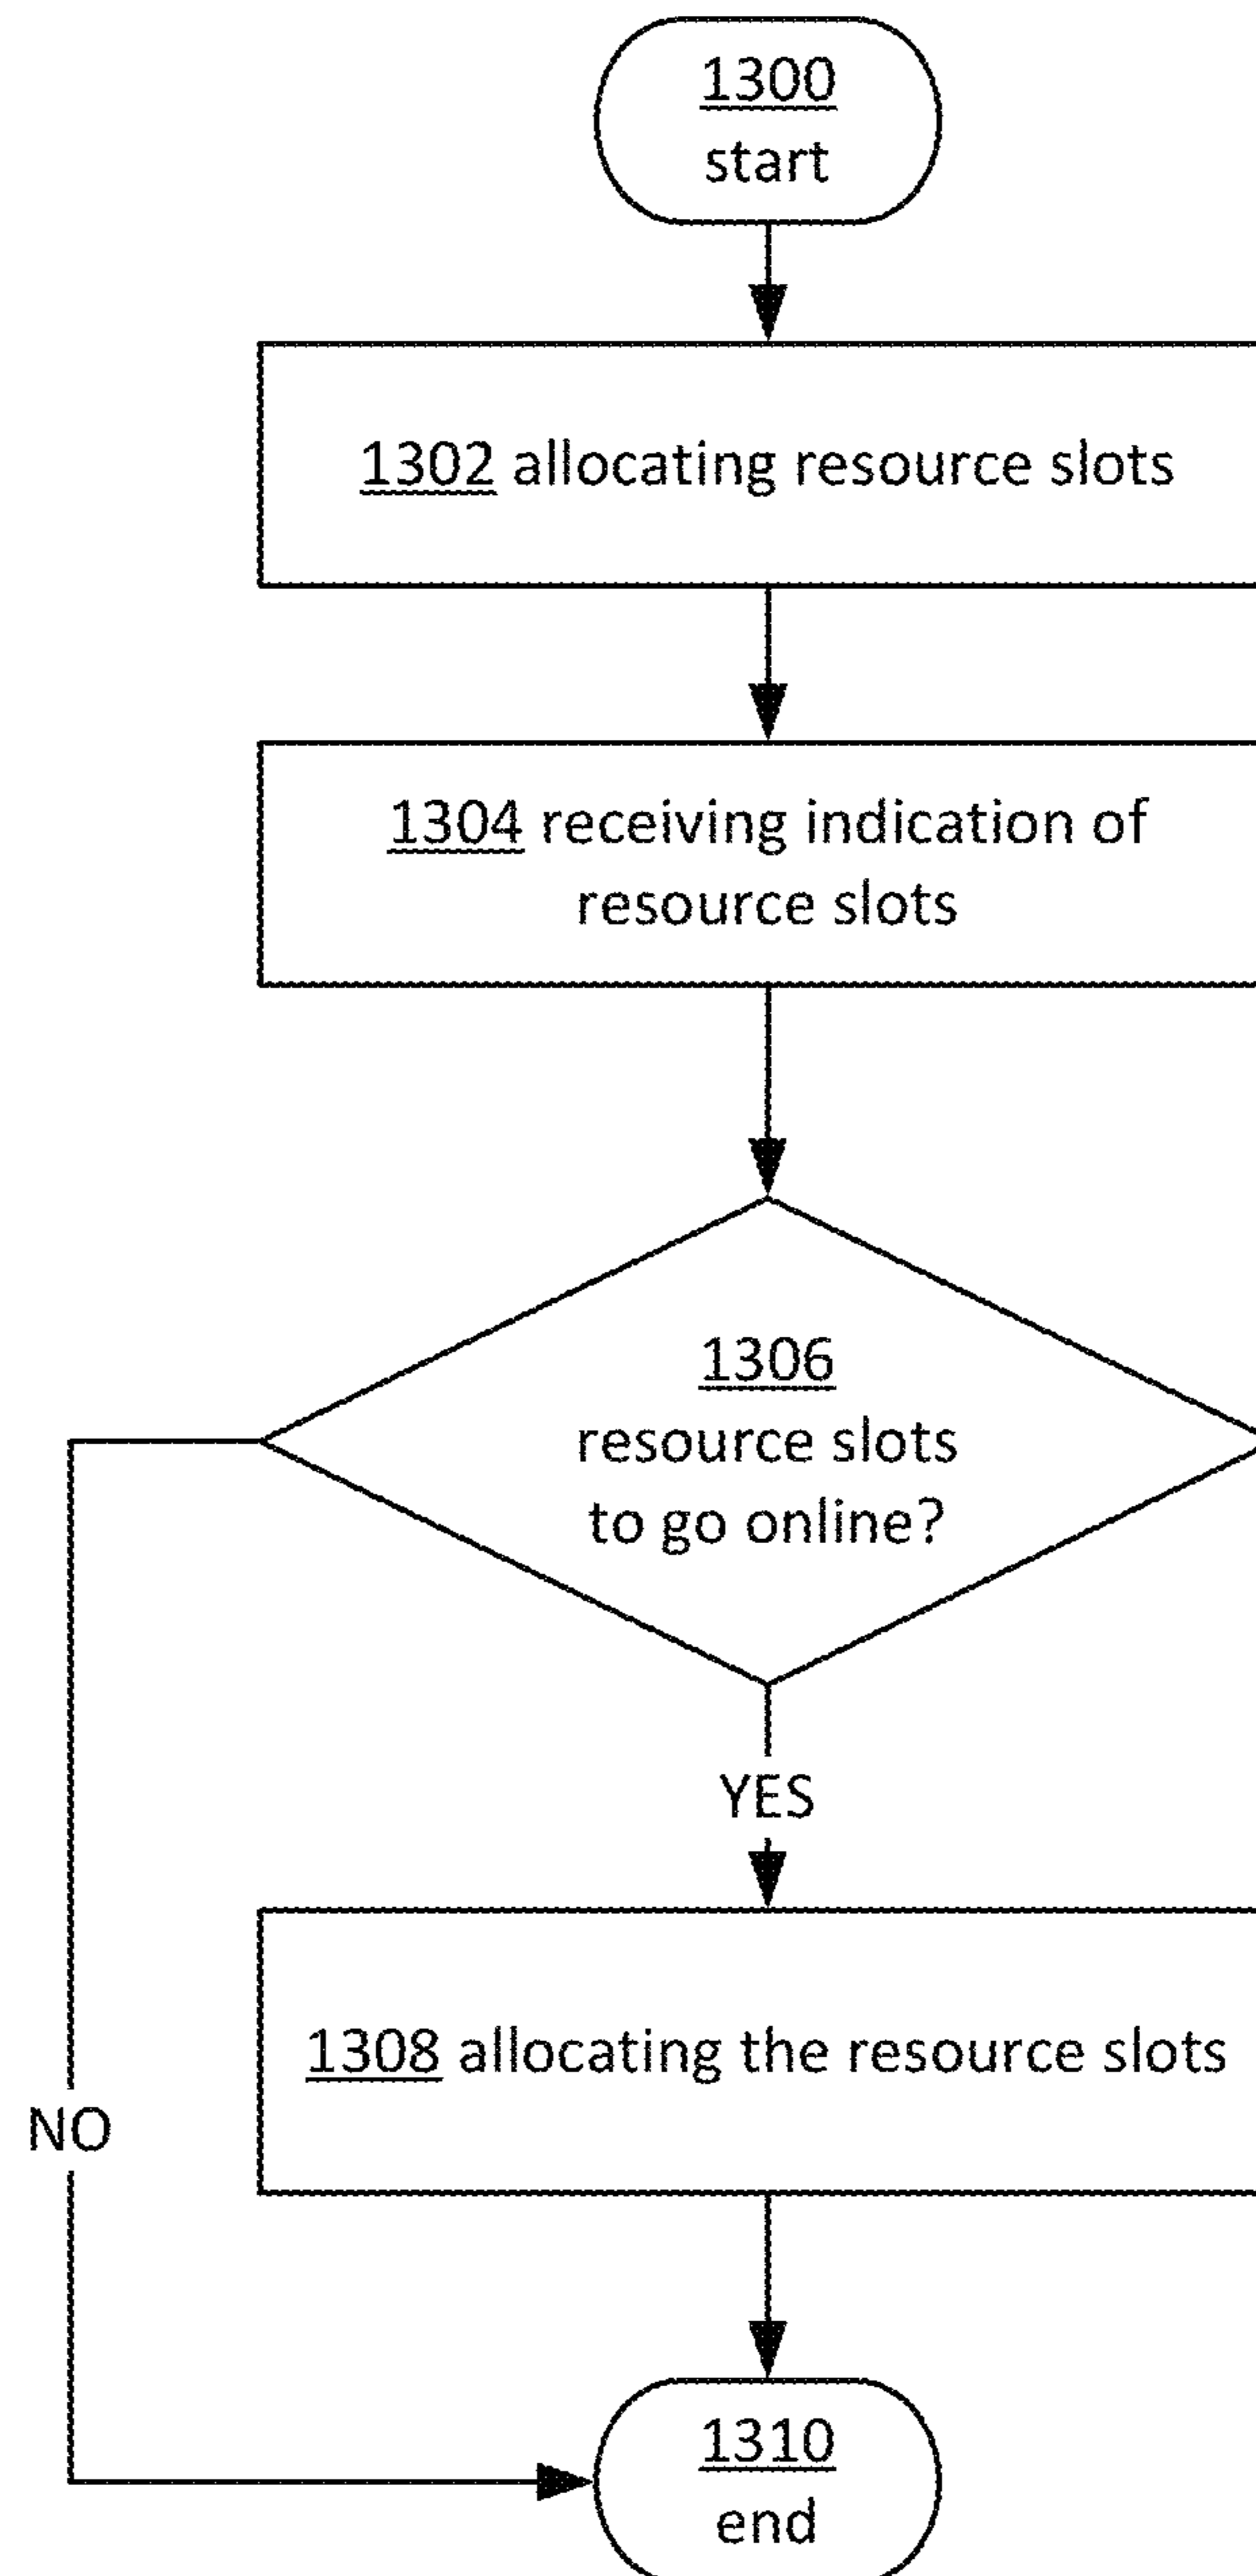 1300
start
1302 allocating resource slots
1304 receiving indication of
resource slots
1306
resource slots
to go online?
YES
1308 allocating the resource slots
NO
1310
end